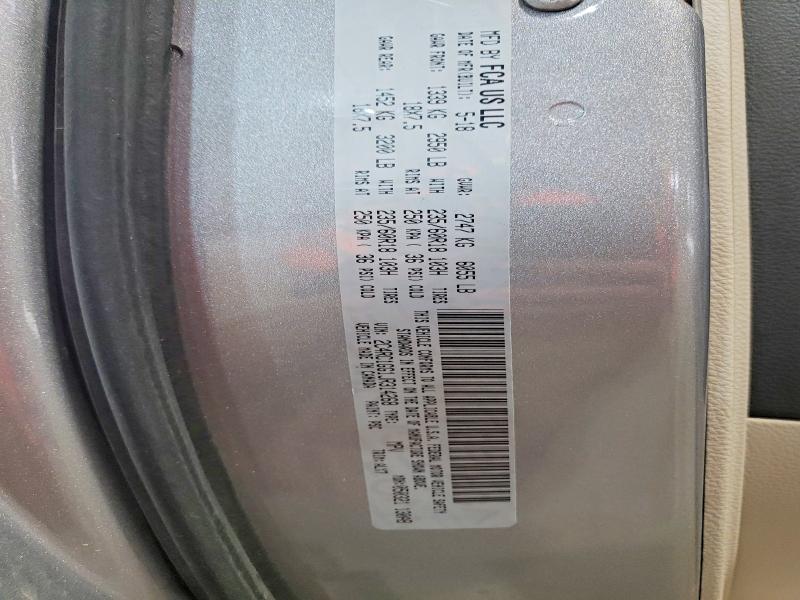 MFD BY FCA US LLC
DATE OF MFR(BUILT): 5-18 GVWR: 2747 KG 6055 LB
GAWR FRONT: 1339 KG 2950 LB WITH 235/60R18 103H TIRES
18X7.5 RIMS AT 250 KPA ( 36 PSI) COLD
GAWR REAR: 1452 KG 3200 LB WITH 235/60R18 103H TIRES
18X7.5 RIMS AT 250 KPA ( 36 PSI) COLD
THIS VEHICLE CONFORMS TO ALL APPLICABLE U.S.A. FEDERAL MOTOR VEHICLE SAFETY
STANDARDS IN EFFECT ON THE DATE OF MANUFACTURE SHOWN ABOVE.
VIN: TYPE: MPV
VEHICLE MADE IN CANADA PAINT: TRIM: